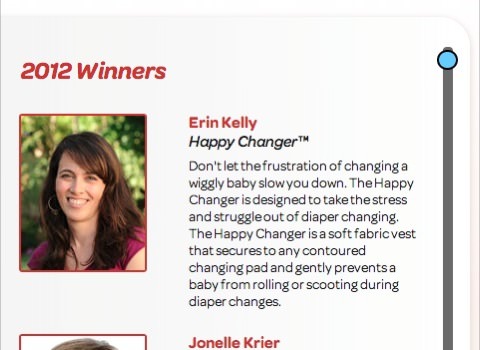 2012 Winners
Erin Kelly
Happy Changer™
Don't let the frustration of changing a
wiggly baby slow you down. The Happy
Changer is designed to take the stress
and struggle out of diaper changing.
The Happy Changer is a soft fabric vest
that secures to any contoured
changing pad and gently prevents a
baby from rolling or scooting during
diaper changes.
Jonelle Krier